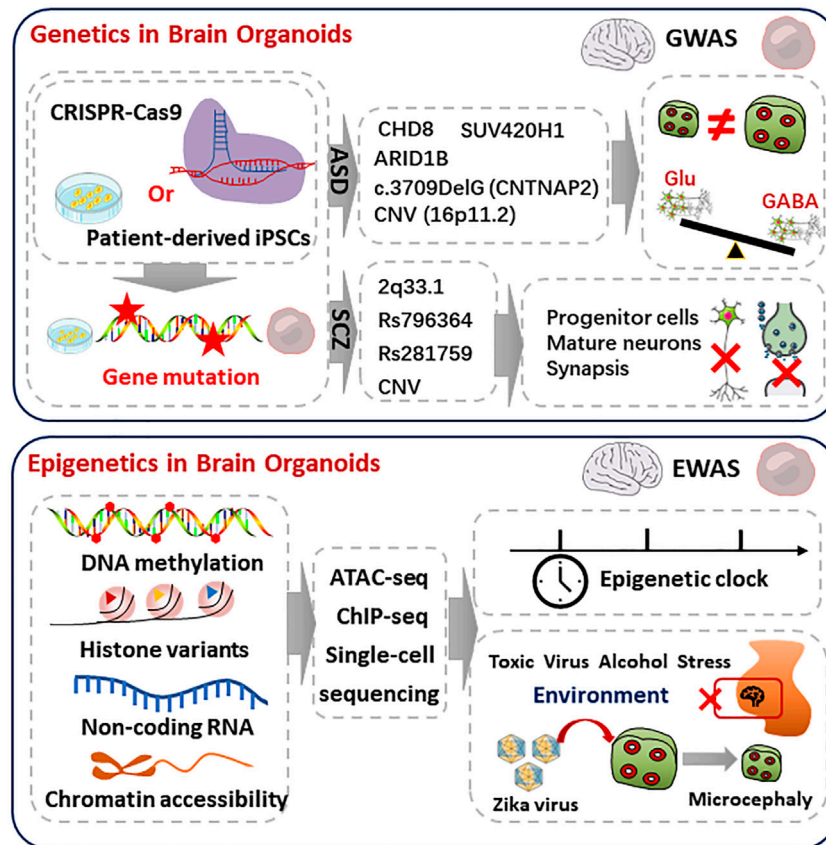 Genetics in Brain Organoids
GWAS
CRISPR-Cas9
Or
Patient-derived iPSCs
Gene mutation
ASD
CHD8 SUV420H1
ARID1B
c.3709DelG (CNTNAP2)
CNV (16p11.2)
≠
Glu
GABA
SCZ
2q33.1
Rs796364
Rs281759
CNV
Progenitor cells
Mature neurons
Synapsis
Epigenetics in Brain Organoids
EWAS
DNA methylation
Histone variants
Non-coding RNA
Chromatin accessibility
ATAC-seq
ChIP-seq
Single-cell
sequencing
Epigenetic clock
Toxic Virus Alcohol Stress
Environment
Zika virus
Microcephaly